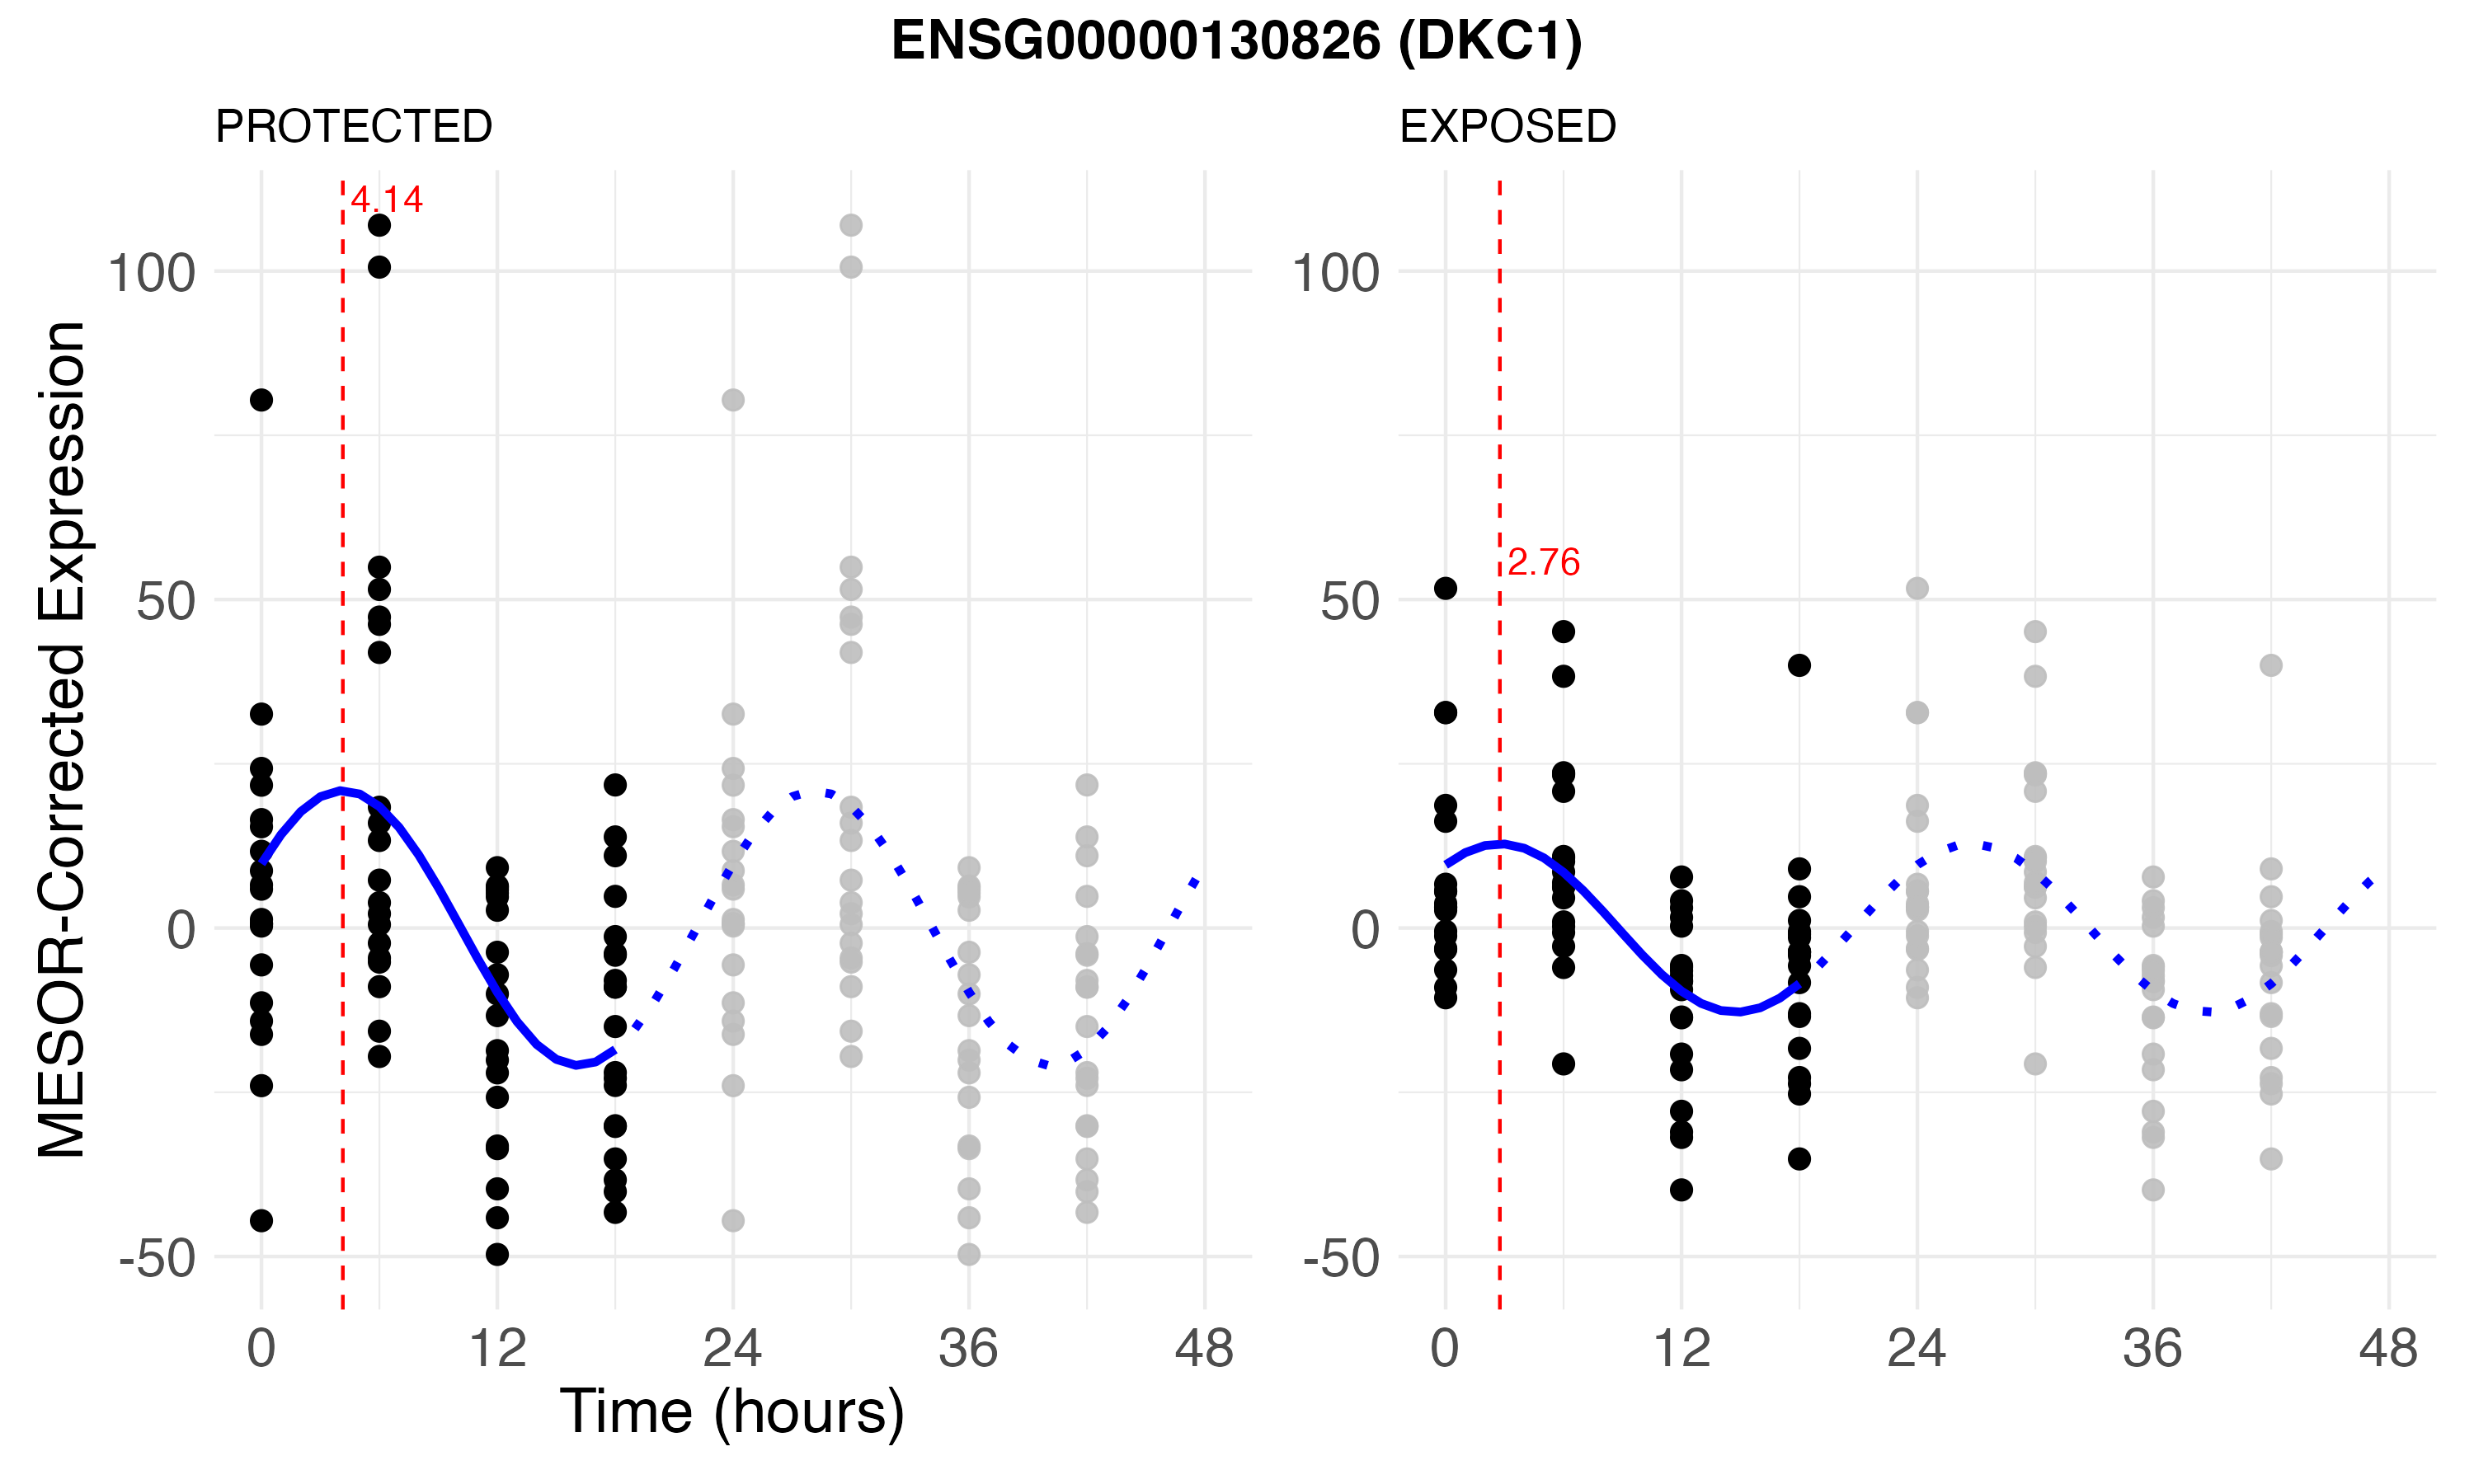 ENSG00000130826 (DKC1)
PROTECTED
EXPOSED
MESOR-Corrected Expression
100
50
0
-50
4.14
0 12 24 36 48
Time (hours)
100
50
0
-50
2.76
0 12 24 36 48